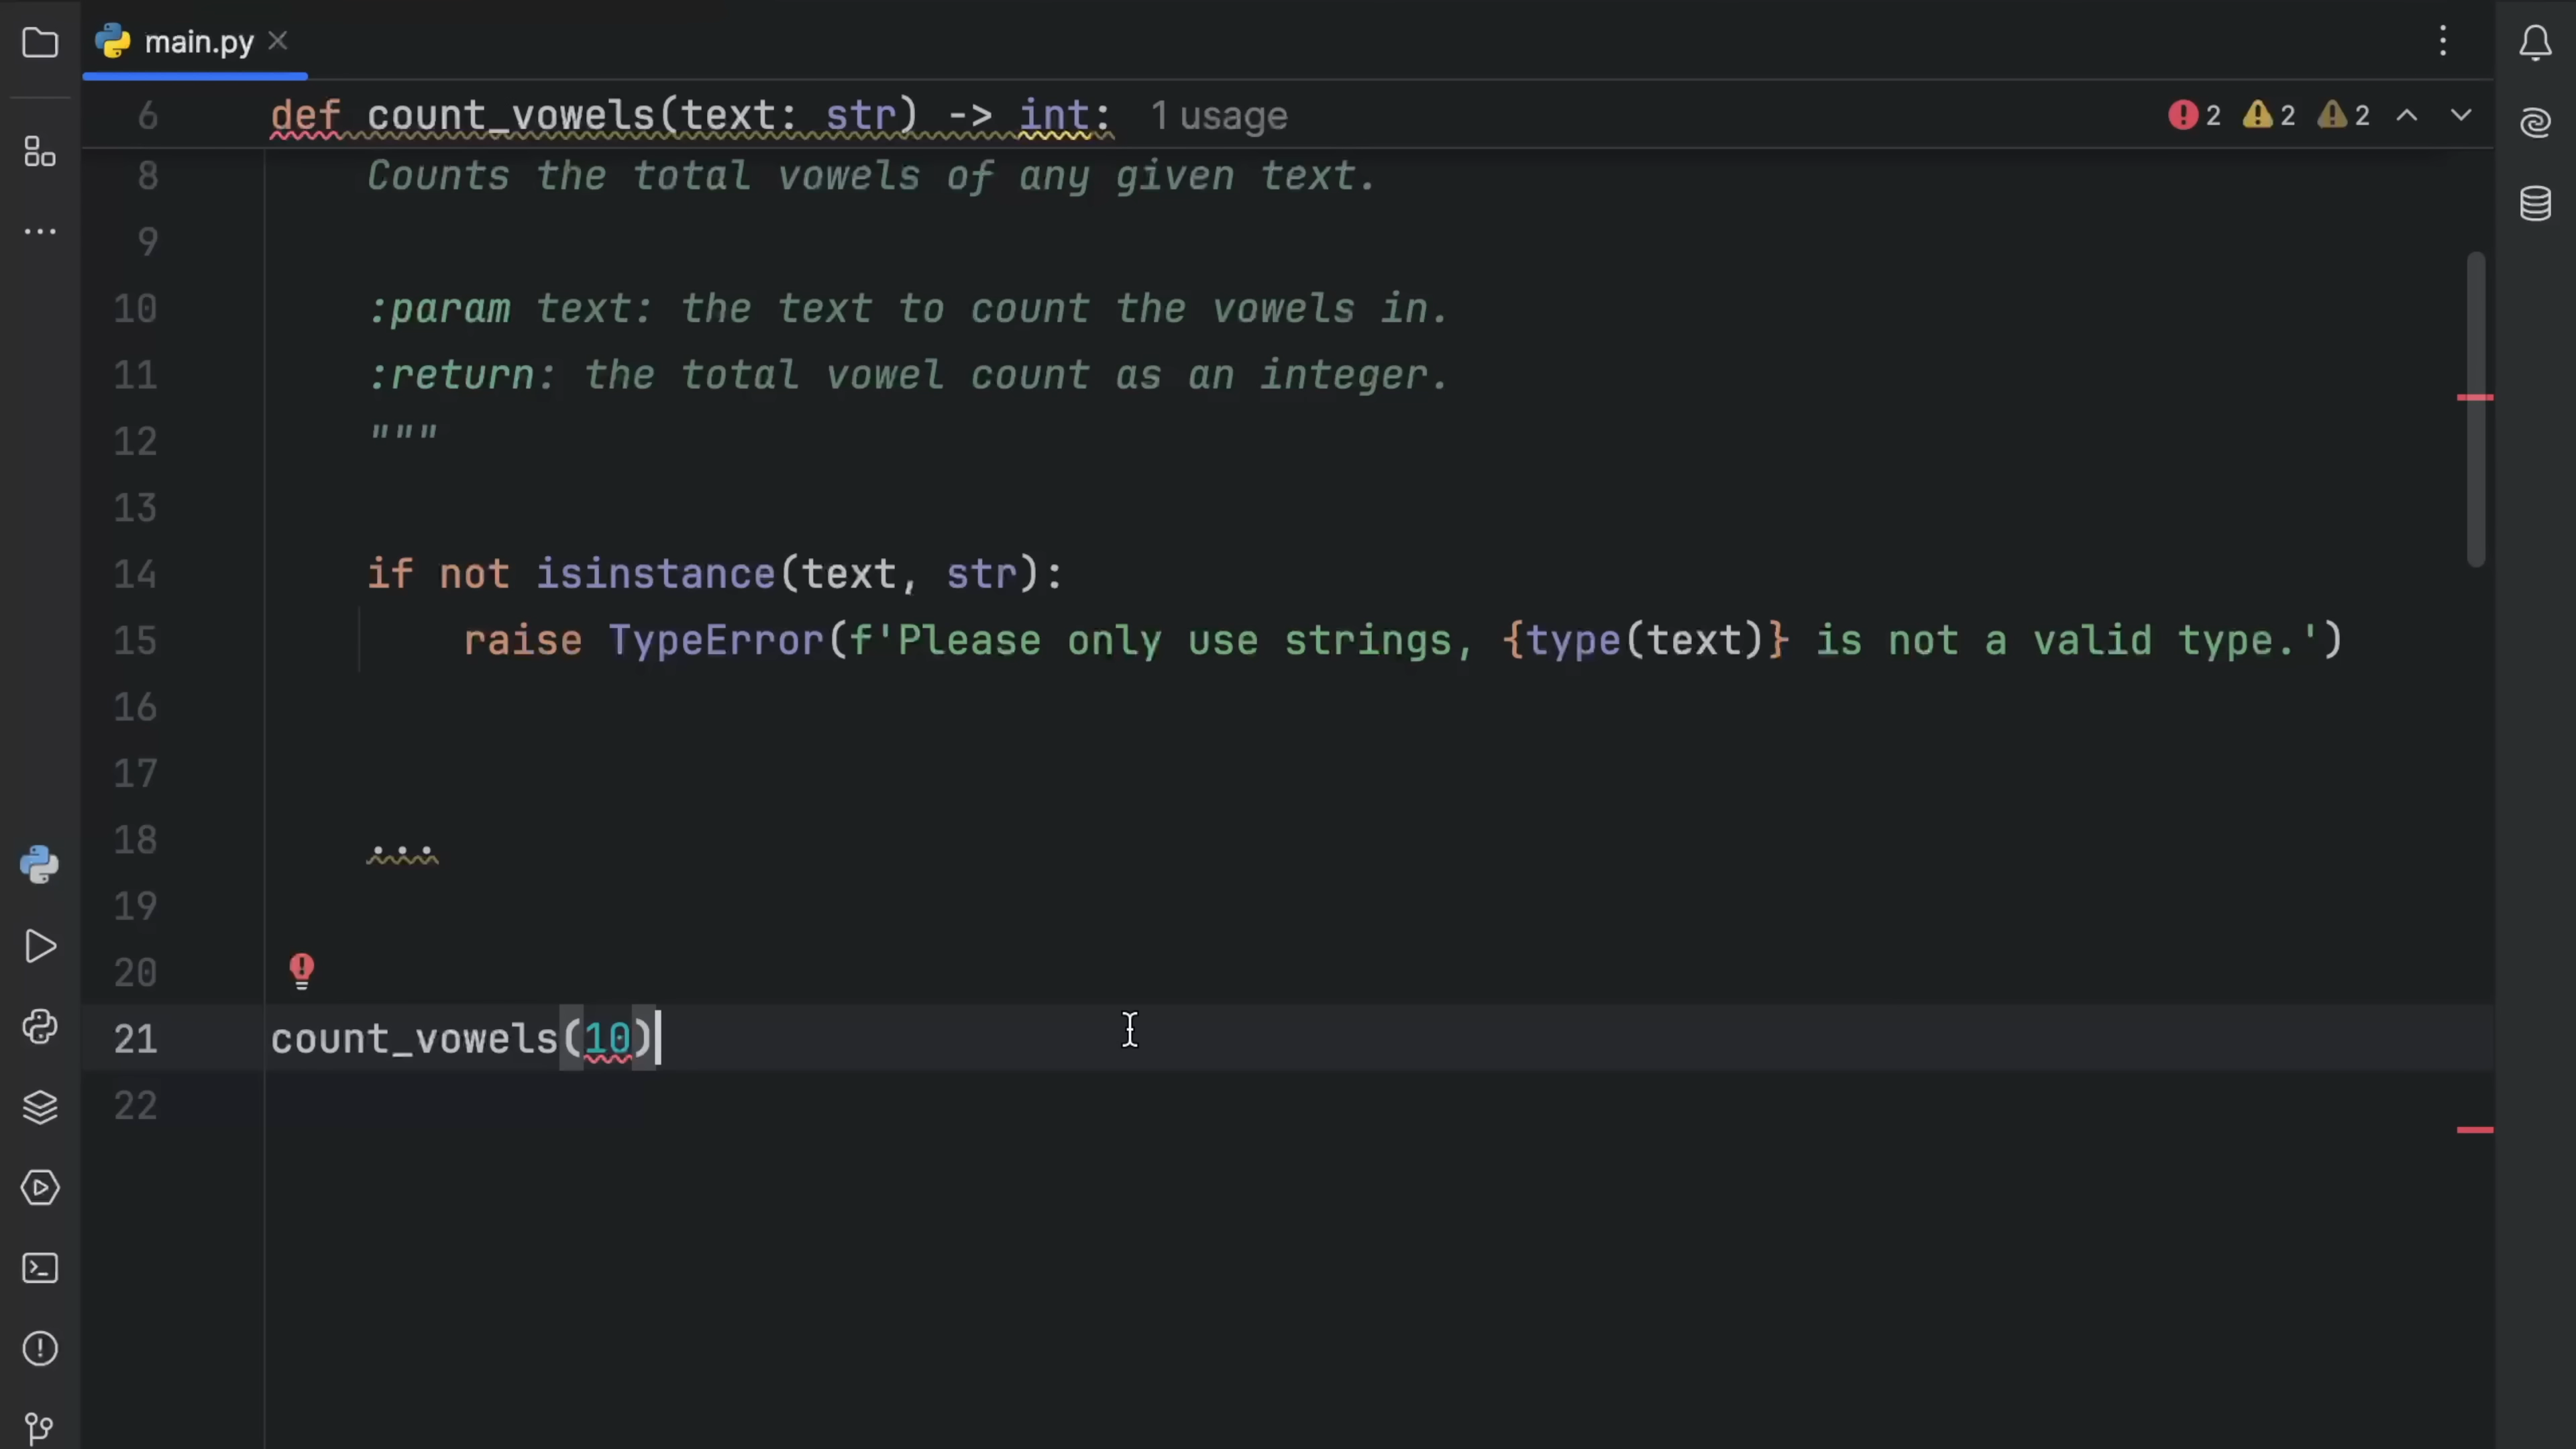 main.py
6 def count_vowels(text: str) -> int: 1 usage 2 2 2
8 Counts the total vowels of any given text.
9
10 :param text: the text to count the vowels in.
11 :return: the total vowel count as an integer.
12 """
13
14 if not isinstance(text, str):
15 raise TypeError(f'Please only use strings, {type(text)} is not a valid type.')
16
17
18 ...
19
20
21 count_vowels(10)
22